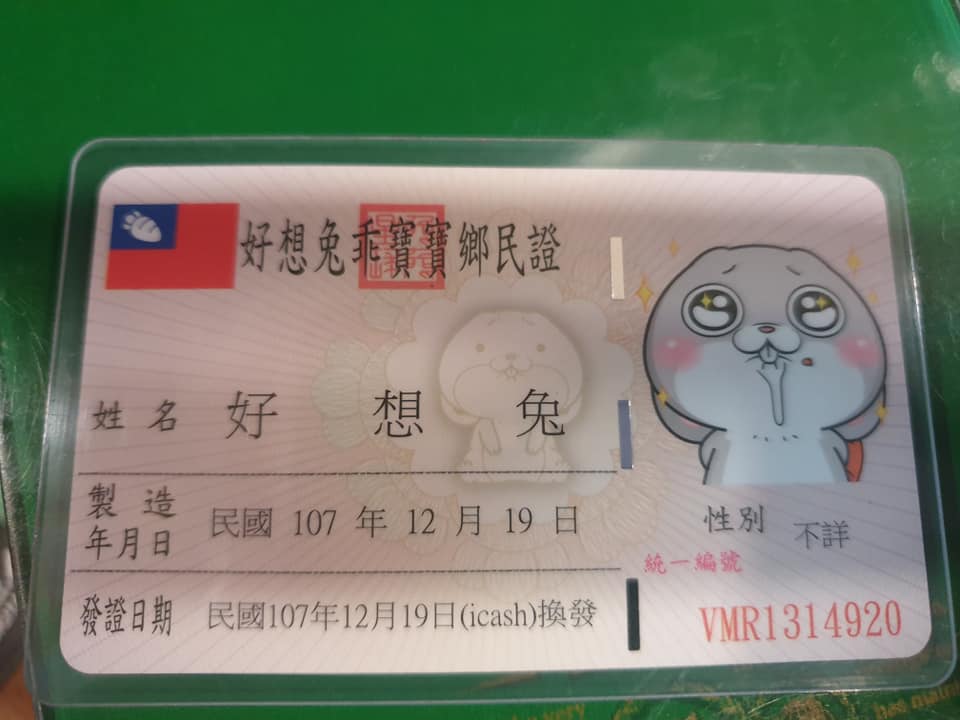 好想兔乖寶寶鄉民證
姓名 好想兔
製造年月日 民國 107 年 12 月 19 日
性別 不詳
統一編號
發證日期 民國107年12月19日(icash)換發
VMR1314920